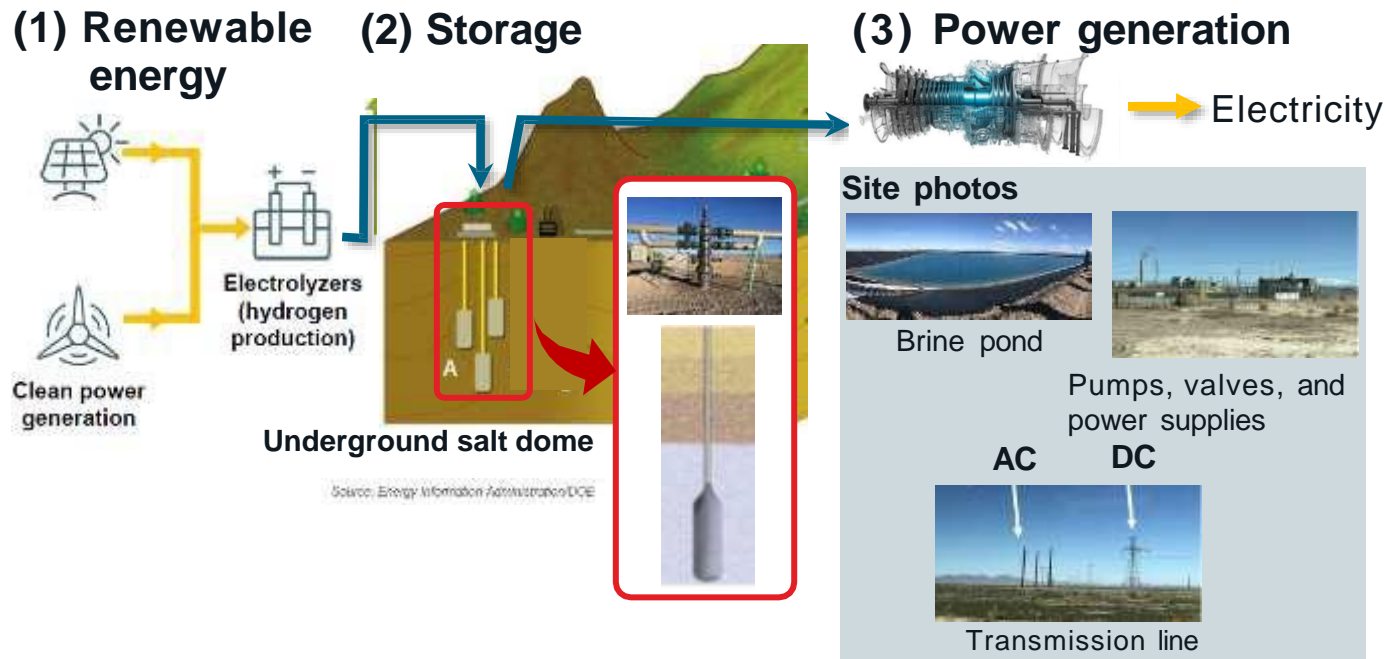 (1) Renewable
energy
(2) Storage
(3) Power generation
Electricity
+ −
Electrolyzers
(hydrogen
production)
Clean power
generation
A
Underground salt dome
Source: Energy Information Administration/DOE
Site photos
Brine pond
Pumps, valves, and
power supplies
AC
DC
Transmission line